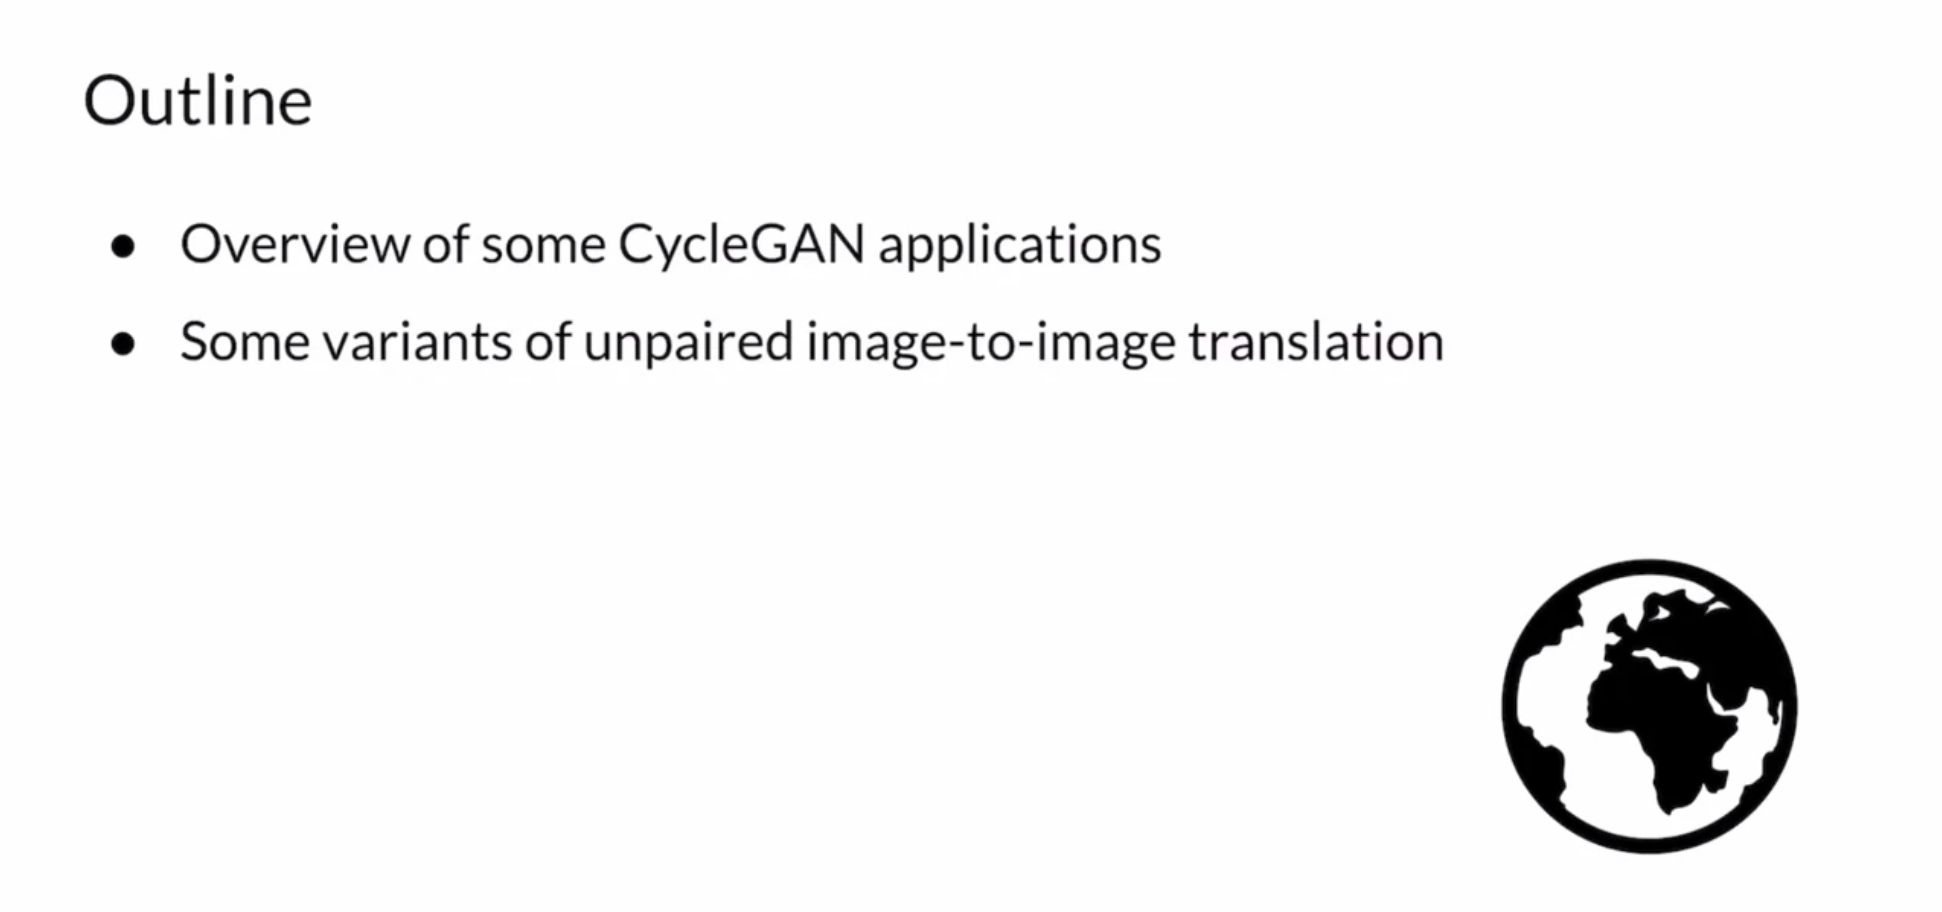 Outline
● Overview of some CycleGAN applications
● Some variants of unpaired image-to-image translation